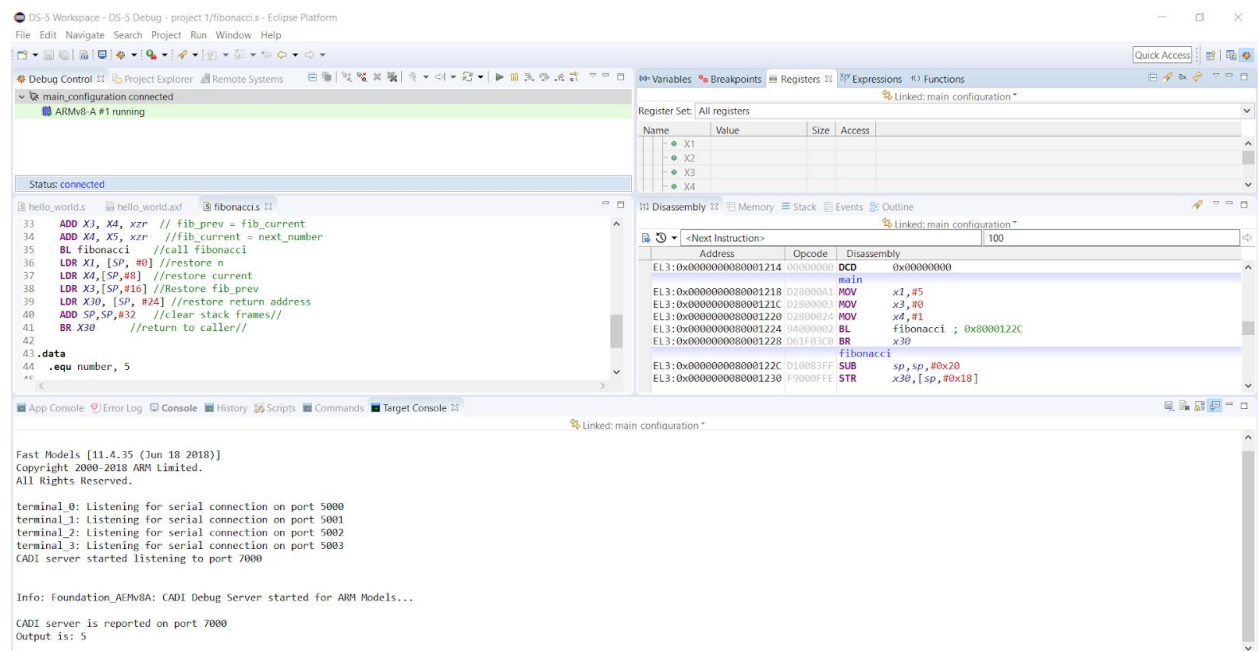 DS-5 Workspace - DS-5 Debug - project 1/fibonacci.s - Eclipse Platform
File Edit Navigate Search Project Run Window Help
Quick Access
Debug Control Project Explorer Remote Systems
main_configuration connected
ARMv8-A #1 running
Status: connected
Variables Breakpoints Registers Expressions Functions
Linked: main configuration
Register Set: All registers
Name Value Size Access
X1
X2
X3
X4
hello_world.s hello_world.axf fibonacci.s
33 ADD X3, X4, xzr // fib_prev = fib_current
34 ADD X4, X5, xzr //fib_current = next_number
35 BL fibonacci //call fibonacci
36 LDR X1, [SP, #0] //restore n
37 LDR X4,[SP,#8] //restore current
38 LDR X3,[SP,#16] //Restore fib_prev
39 LDR X30, [SP, #24] //restore return address
40 ADD SP,SP,#32 //clear stack frames//
41 BR X30 //return to caller//
42
43 .data
44 .equ number, 5
45
Disassembly Memory Stack Events Outline
Linked: main configuration
<Next Instruction> 100
Address Opcode Disassembly
EL3:0x0000000080001214 00000000 DCD 0x00000000
main
EL3:0x0000000080001218 D28000A1 MOV x1,#5
EL3:0x000000008000121C D2800003 MOV x3,#0
EL3:0x0000000080001220 D2800024 MOV x4,#1
EL3:0x0000000080001224 94000002 BL fibonacci ; 0x8000122C
EL3:0x0000000080001228 D61F03C0 BR x30
fibonacci
EL3:0x000000008000122C D10083FF SUB sp,sp,#0x20
EL3:0x0000000080001230 F9000FFE STR x30,[sp,#0x18]
App Console Error Log Console History Scripts Commands Target Console
Linked: main configuration
Fast Models [11.4.35 (Jun 18 2018)]
Copyright 2000-2018 ARM Limited.
All Rights Reserved.
terminal_0: Listening for serial connection on port 5000
terminal_1: Listening for serial connection on port 5001
terminal_2: Listening for serial connection on port 5002
terminal_3: Listening for serial connection on port 5003
CADI server started listening to port 7000
Info: Foundation_AEMv8A: CADI Debug Server started for ARM Models...
CADI server is reported on port 7000
Output is: 5